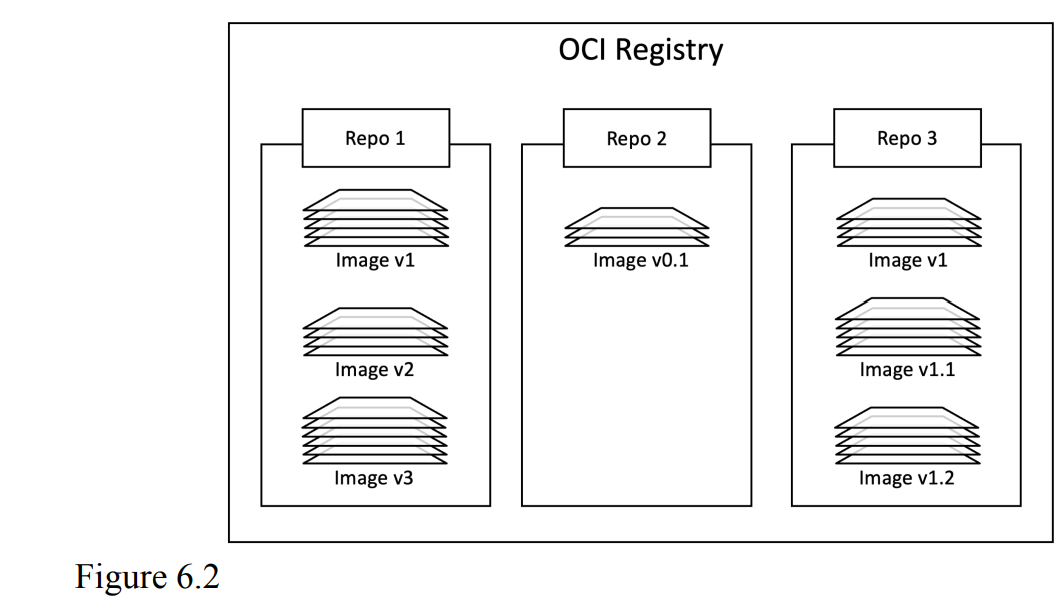 OCI Registry
Repo 1
Image v1
Image v2
Image v3
Repo 2
Image v0.1
Repo 3
Image v1
Image v1.1
Image v1.2
Figure 6.2